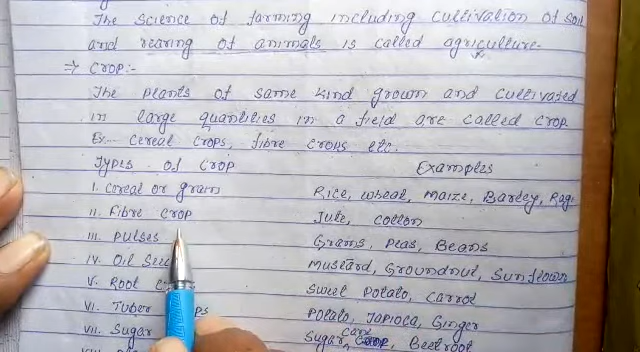 The science of farming including cultivation of soil
and rearing of animals is called agriculture.
⇒ Crop:-
The plants of same kind grown and cultivated
in large quantities in a field are called crop
Ex:- Cereal crops, fibre crops etc.
Types of crop Examples
I. Cereal or grain Rice, wheat, Maize, Barley, Ragi
II. Fibre crop Jute, cotton
III. Pulses Grams, Peas, Beans
IV. Oil See Mustard, Groundnut, Sunflow
V. Root c Sweet Potato, Carrot
VI. Tuber ps Potato, Tapioca, Ginger
VII. Sugar Sugar cane, Beetroot